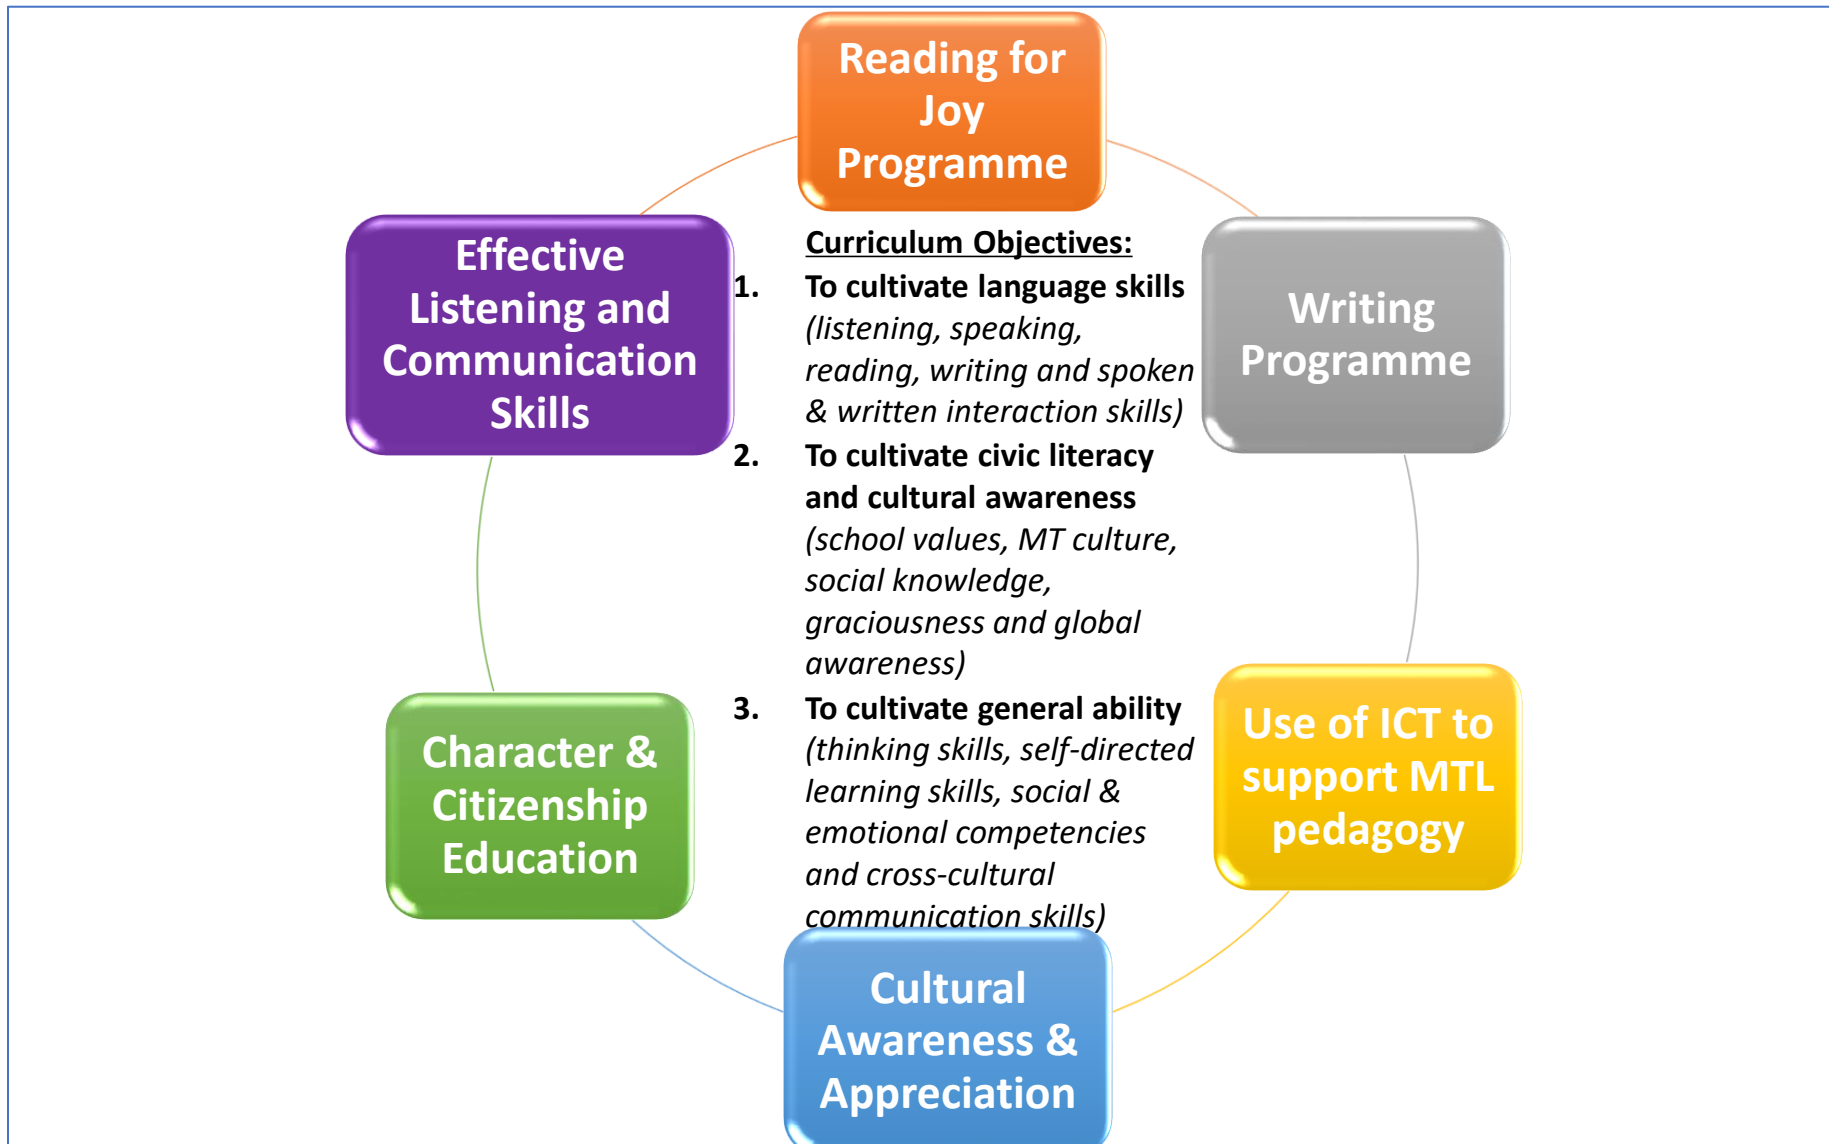 Reading for
Joy
Programme
Effective
Listening and
Communication
Skills
Curriculum Objectives:
1. To cultivate language skills
(listening, speaking,
reading, writing and spoken
& written interaction skills)
2. To cultivate civic literacy
and cultural awareness
(school values, MT culture,
social knowledge,
graciousness and global
awareness)
3. To cultivate general ability
(thinking skills, self-directed
learning skills, social &
emotional competencies
and cross-cultural
communication skills)
Writing
Programme
Character &
Citizenship
Education
Use of ICT to
support MTL
pedagogy
Cultural
Awareness &
Appreciation